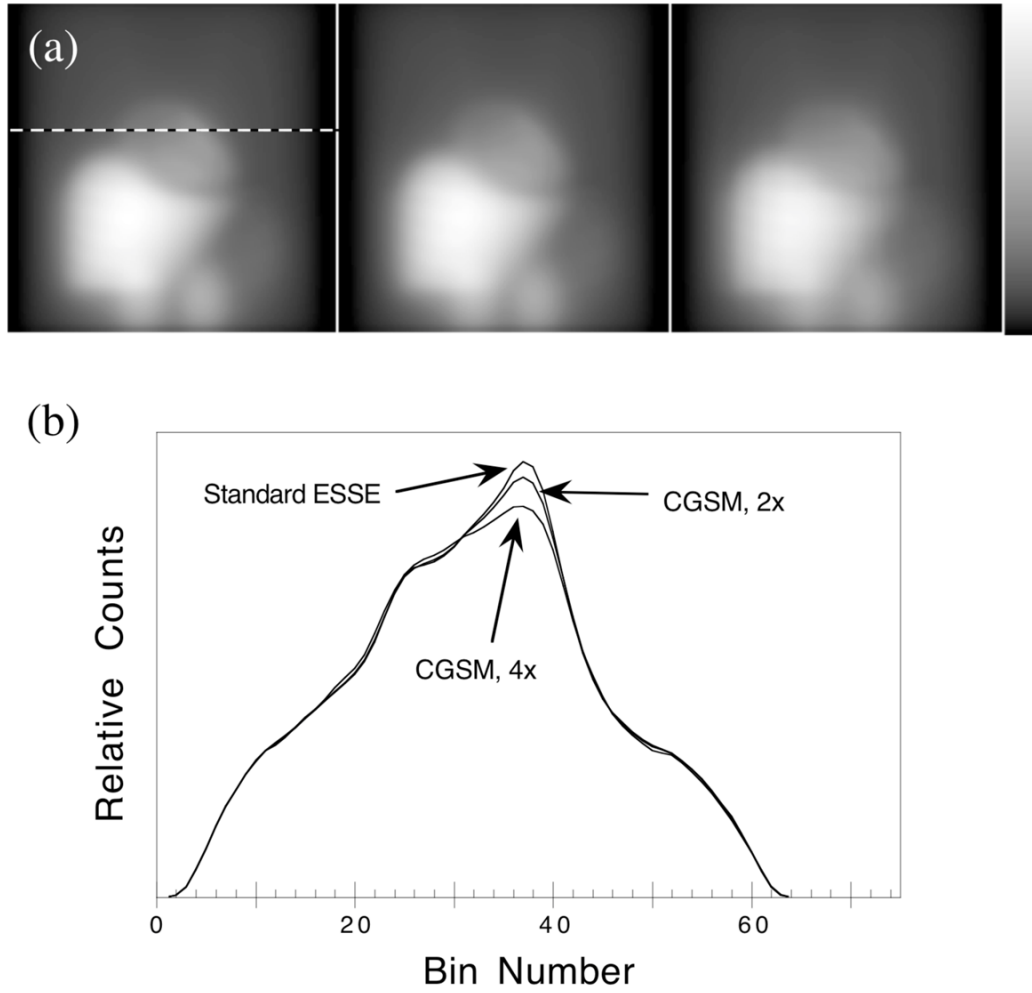 (a)
(b)
Standard ESSE
CGSM, 2x
CGSM, 4x
Relative Counts
0 20 40 60
Bin Number